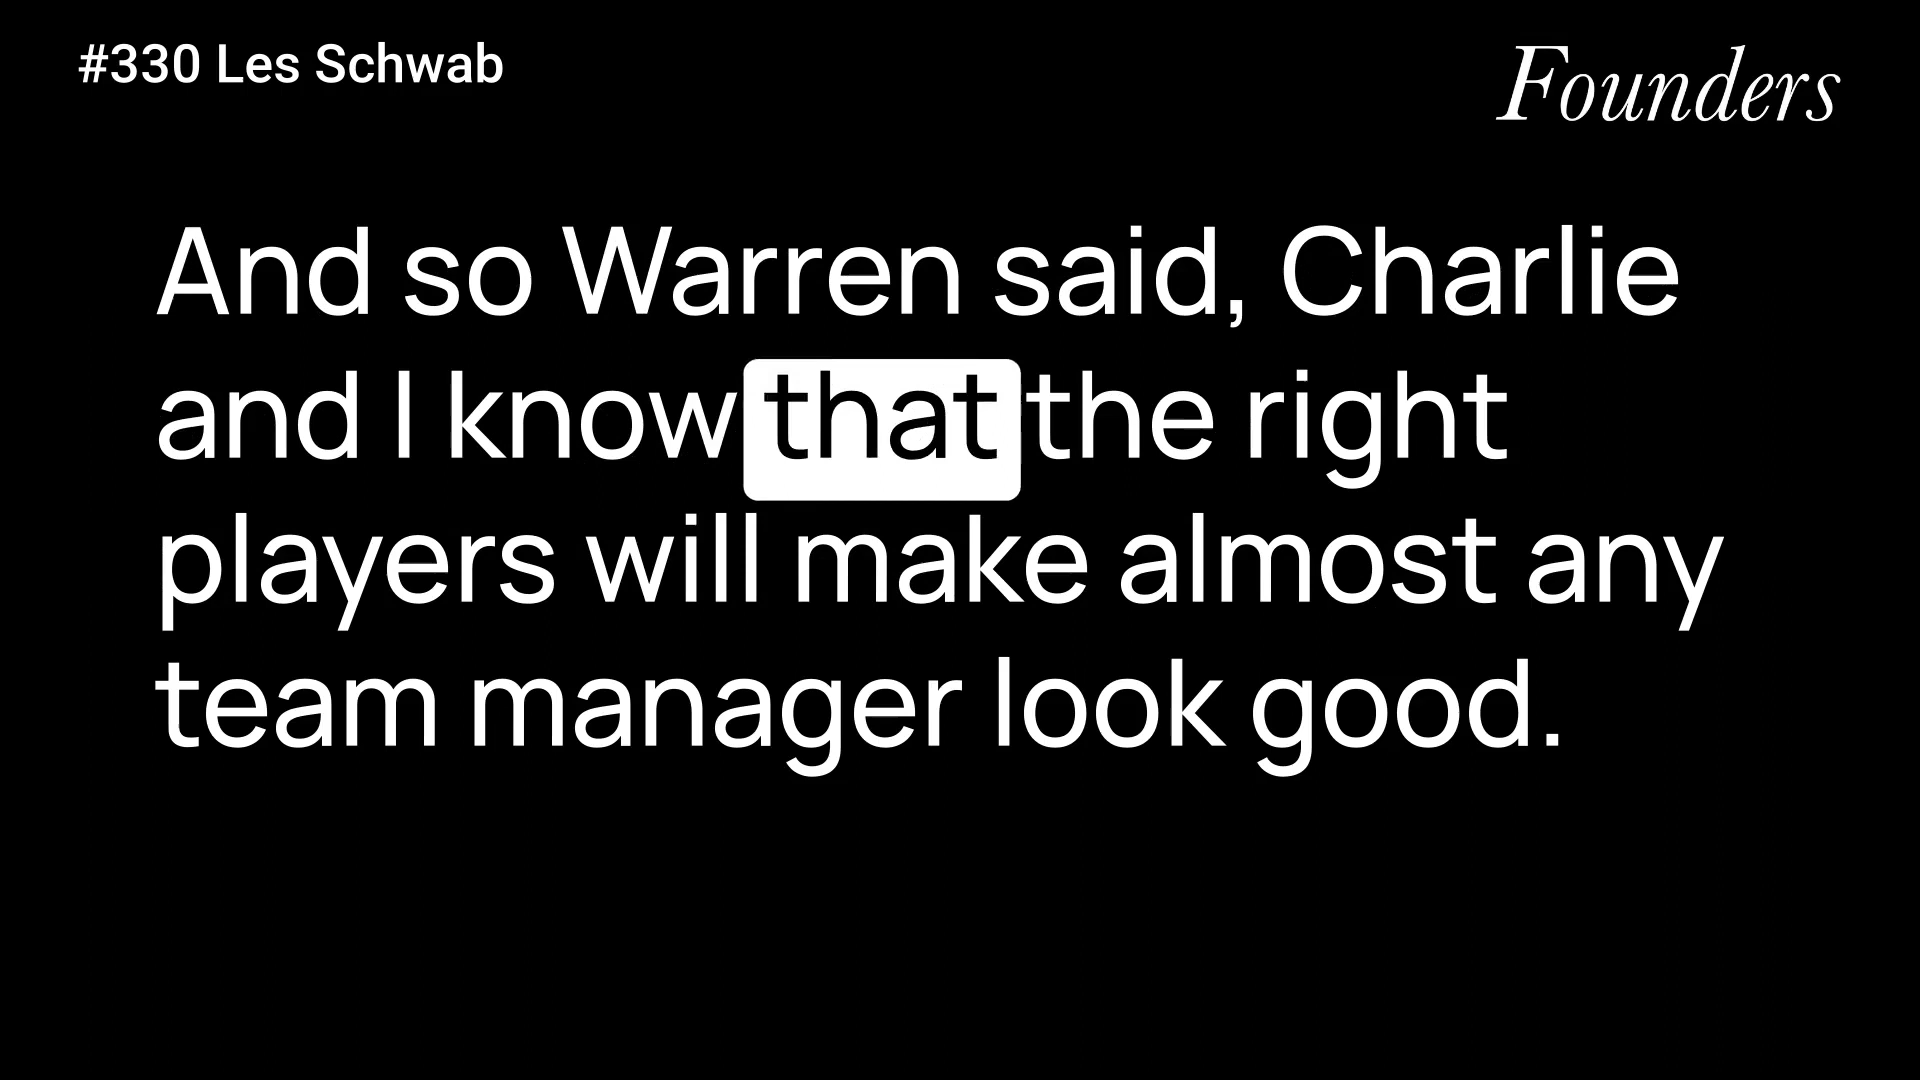 #330 Les Schwab
Founders
And so Warren said, Charlie
and I know that the right
players will make almost any
team manager look good.